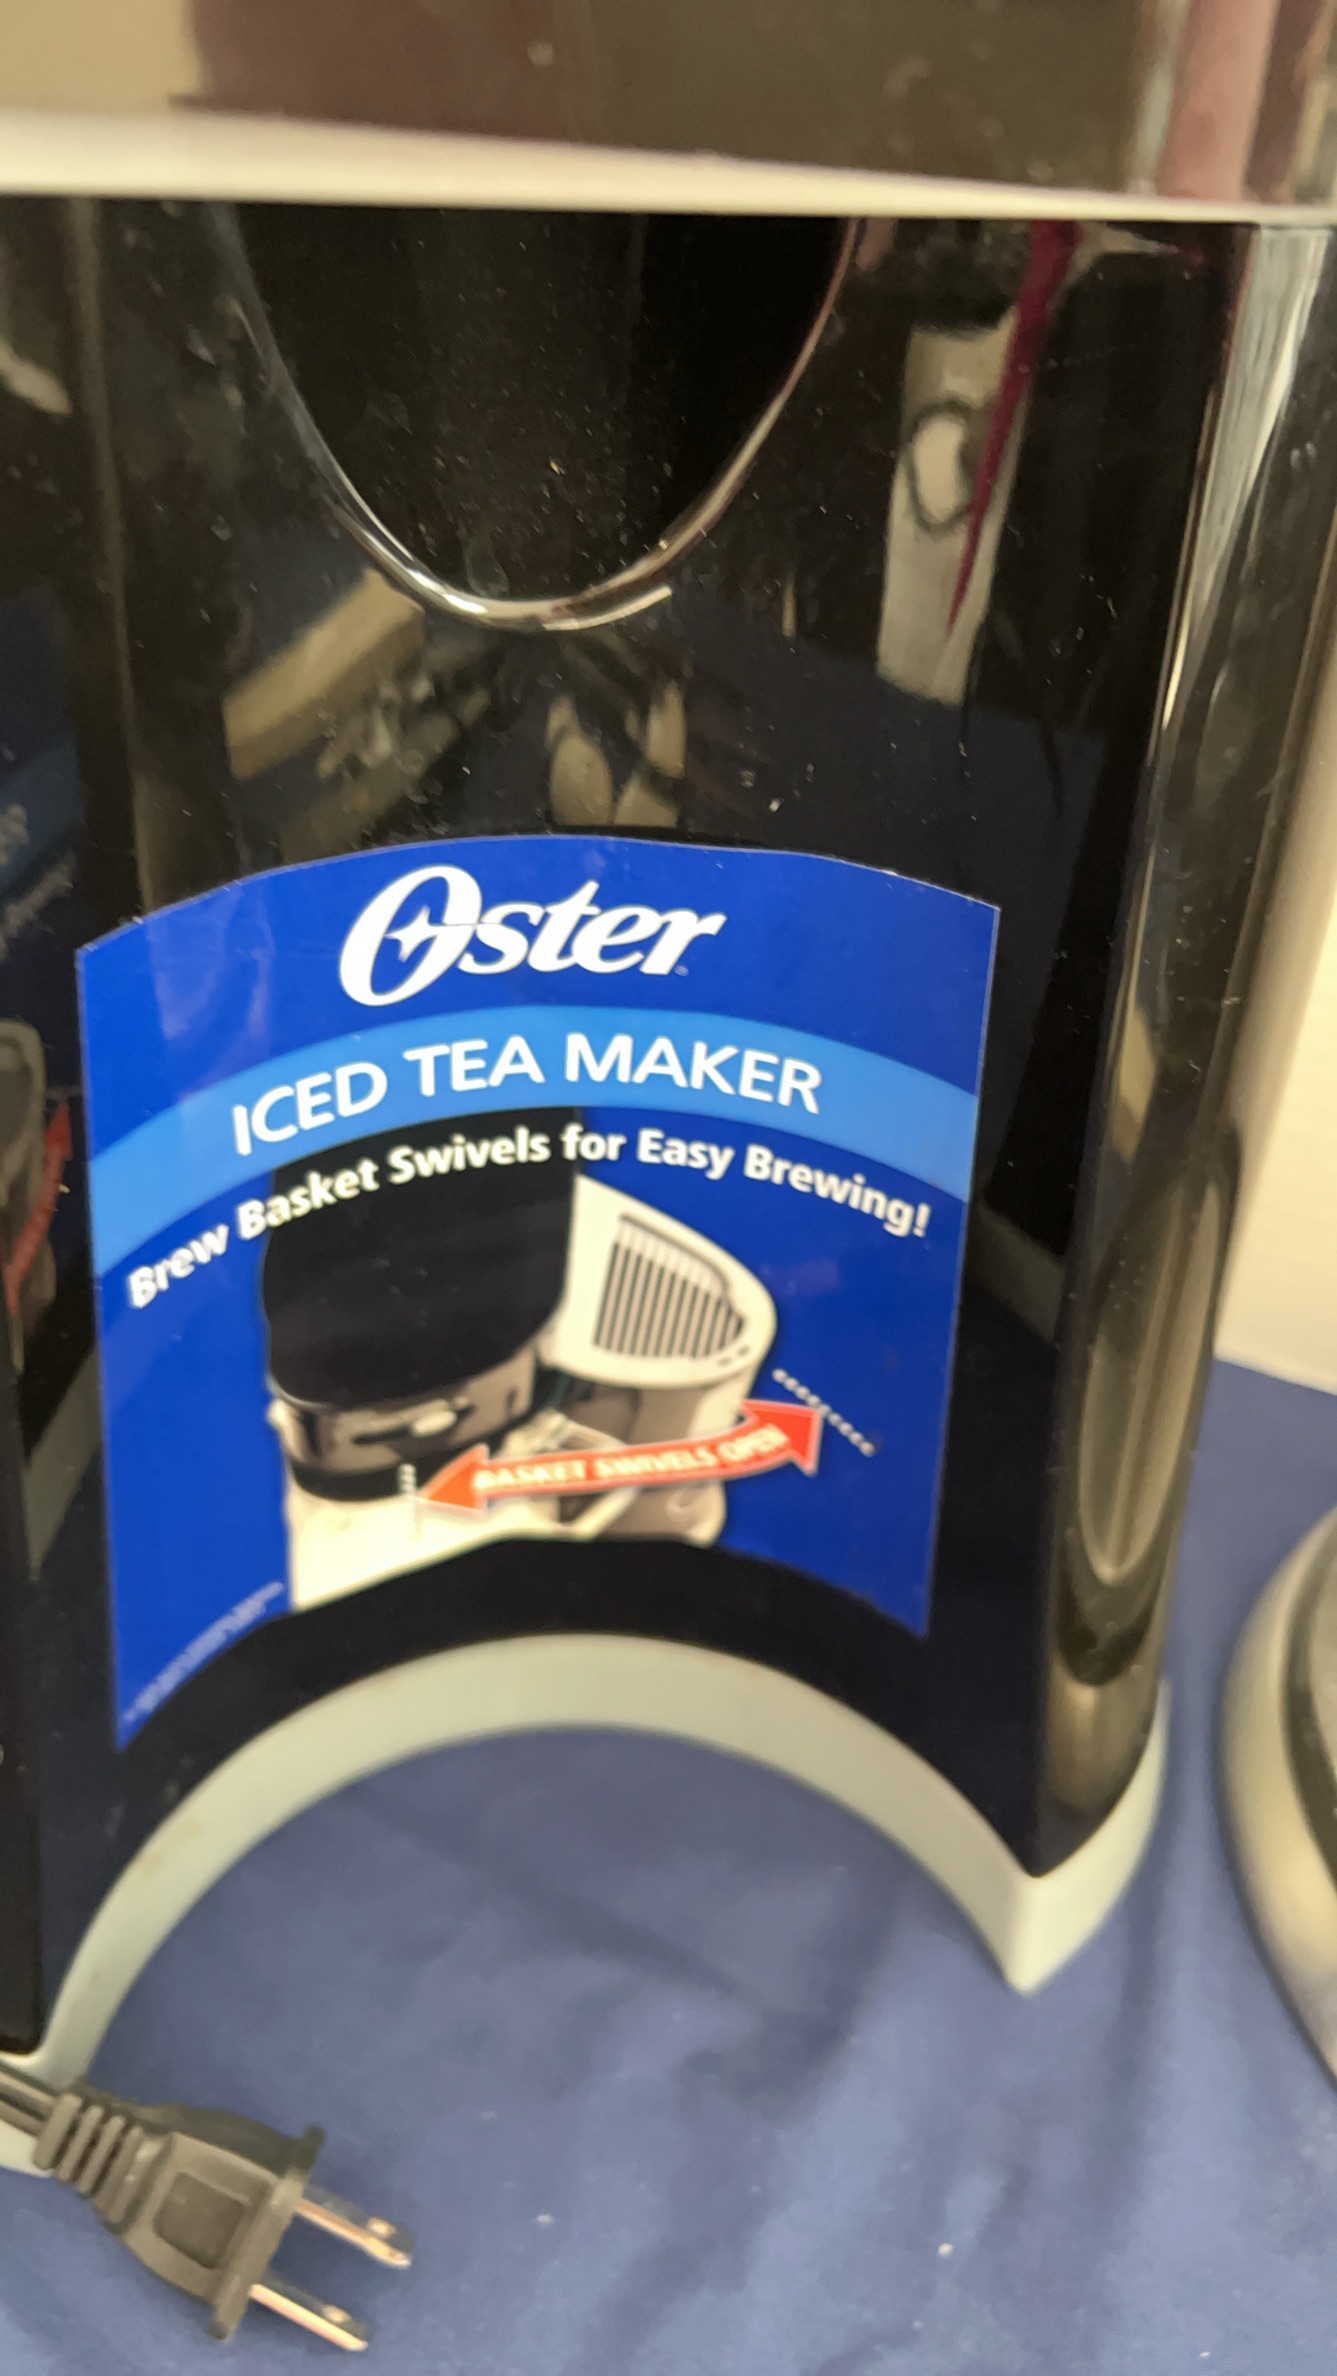 Oster
ICED TEA MAKER
Brew Basket Swivels for Easy Brewing!
BASKET SWIVELS OPEN